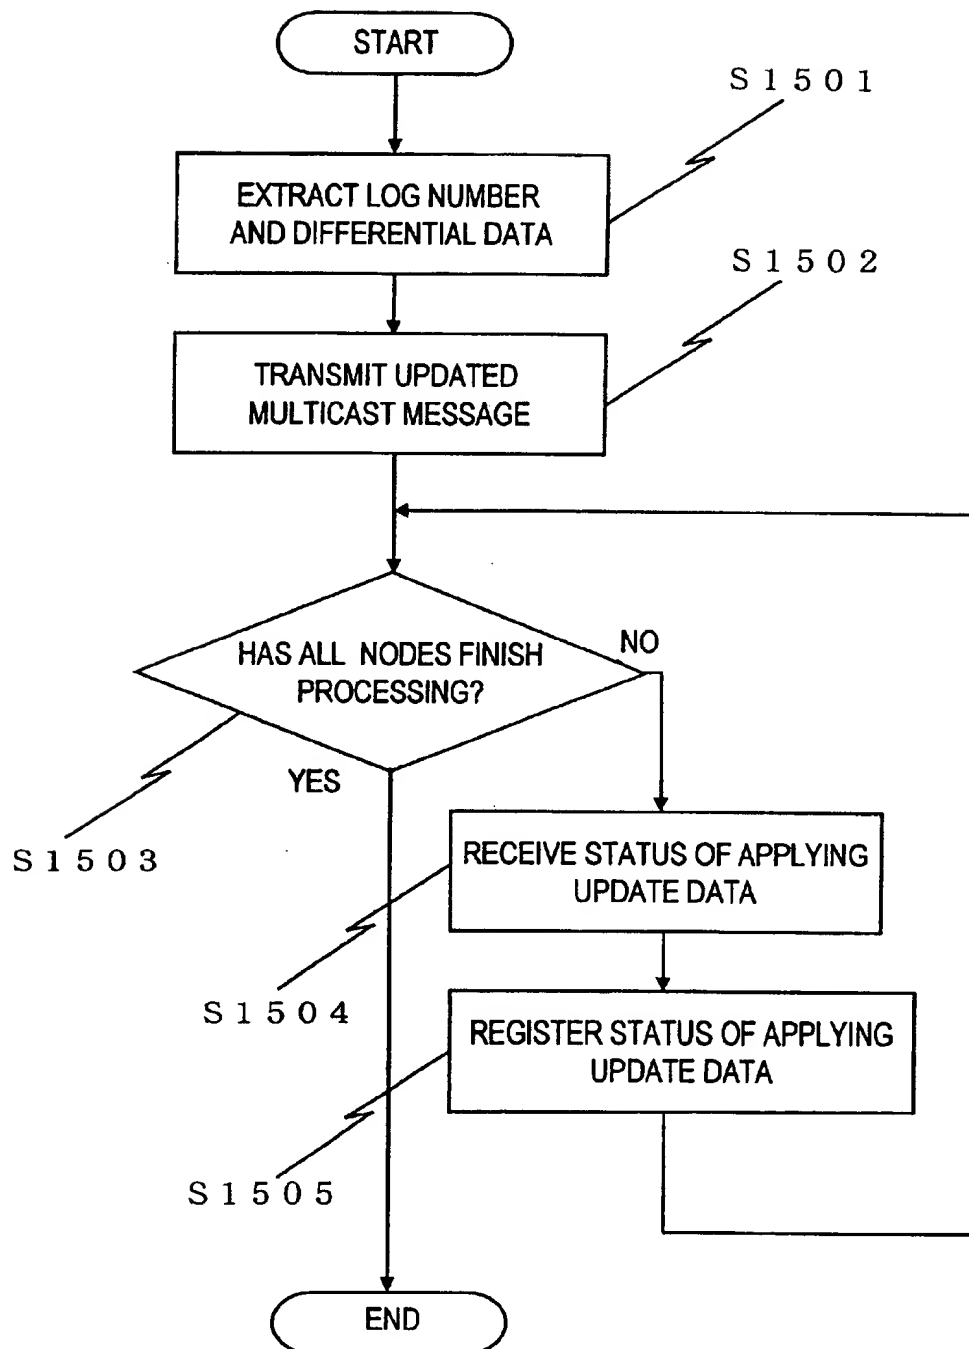 START
S1501
EXTRACT LOG NUMBER
AND DIFFERENTIAL DATA
S1502
TRANSMIT UPDATED
MULTICAST MESSAGE
HAS ALL NODES FINISH
PROCESSING?
NO
YES
S1503
RECEIVE STATUS OF APPLYING
UPDATE DATA
S1504
REGISTER STATUS OF APPLYING
UPDATE DATA
S1505
END